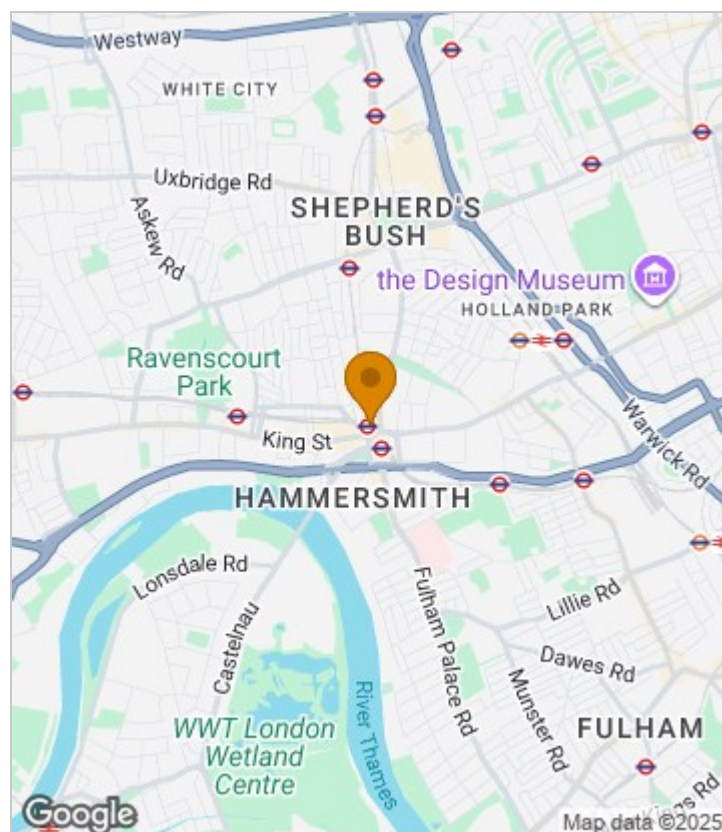 Westway
WHITE CITY
Uxbridge Rd
Askew Rd
SHEPHERD'S
BUSH
the Design Museum
HOLLAND PARK
Ravenscourt
Park
King St
Warwick Rd
HAMMERSMITH
Lonsdale Rd
Castelnau
Fulham Palace Rd
Lillie Rd
Dawes Rd
Munster Rd
River Thames
WWT London
Wetland
Centre
FULHAM
Kings Rd
Google
Map data ©2025